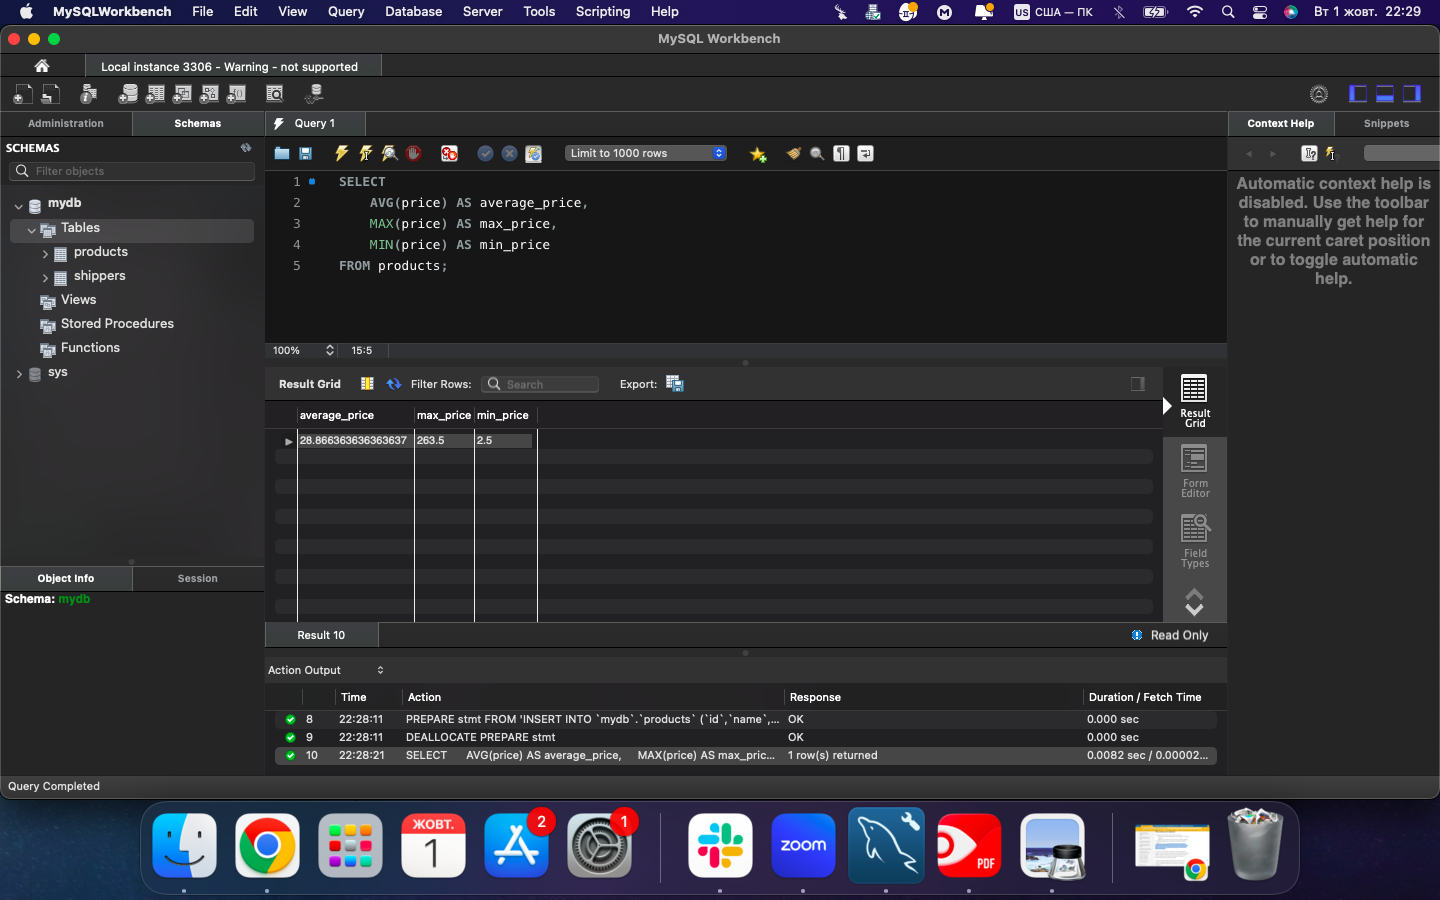 MySQLWorkbench File Edit View Query Database Server Tools Scripting Help
US США — ПК Вт 1 жовт. 22:29
MySQL Workbench
Local instance 3306 - Warning - not supported
Administration Schemas
Query 1
Context Help Snippets
SCHEMAS
Filter objects
mydb
Tables
products
shippers
Views
Stored Procedures
Functions
sys
Limit to 1000 rows
1 SELECT
2 AVG(price) AS average_price,
3 MAX(price) AS max_price,
4 MIN(price) AS min_price
5 FROM products;
100% 15:5
Automatic context help is
disabled. Use the toolbar
to manually get help for
the current caret position
or to toggle automatic
help.
Result Grid Filter Rows: Search Export:
average_price max_price min_price
28.866363636363637 263.5 2.5
Result
Grid
Form
Editor
Field
Types
Object Info Session
Schema: mydb
Result 10 Read Only
Action Output
Time Action Response Duration / Fetch Time
8 22:28:11 PREPARE stmt FROM 'INSERT INTO `mydb`.`products` (`id`,`name`,... OK 0.000 sec
9 22:28:11 DEALLOCATE PREPARE stmt OK 0.000 sec
10 22:28:21 SELECT AVG(price) AS average_price, MAX(price) AS max_pric... 1 row(s) returned 0.0082 sec / 0.00002...
Query Completed
ЖОВТ.
1
2
1
zoom
PDF